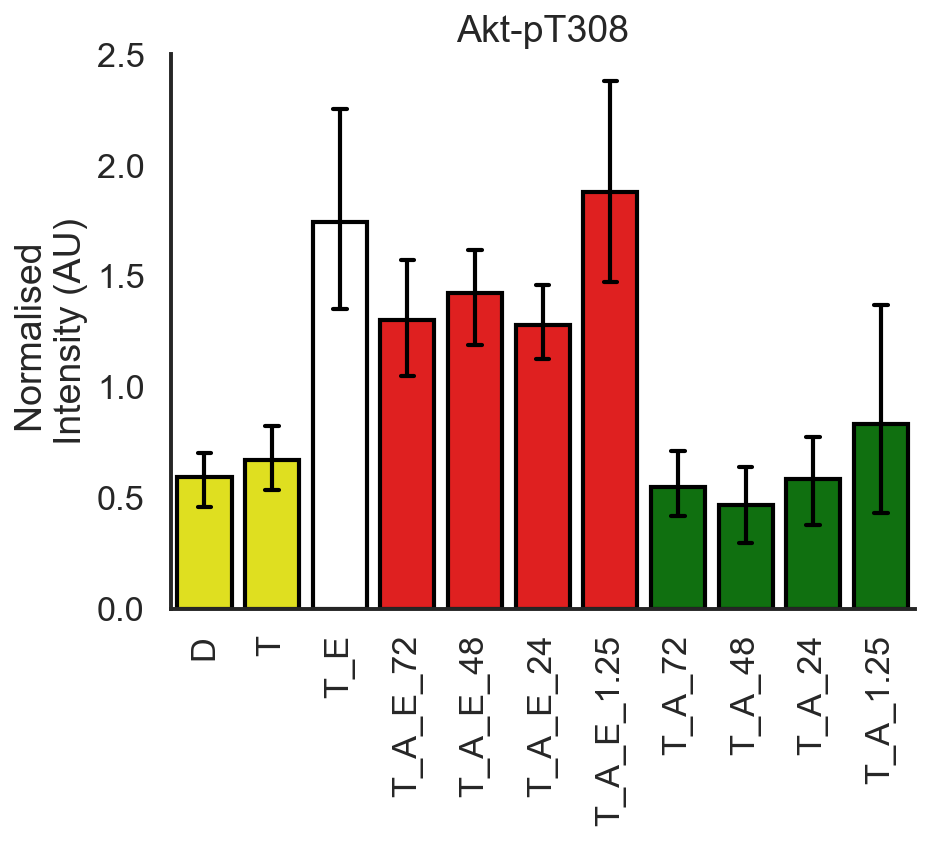 Akt-pT308
Normalised
Intensity (AU)
2.5
2.0
1.5
1.0
0.5
0.0
D
T
T_E
T_A_E_72
T_A_E_48
T_A_E_24
T_A_E_1.25
T_A_72
T_A_48
T_A_24
T_A_1.25